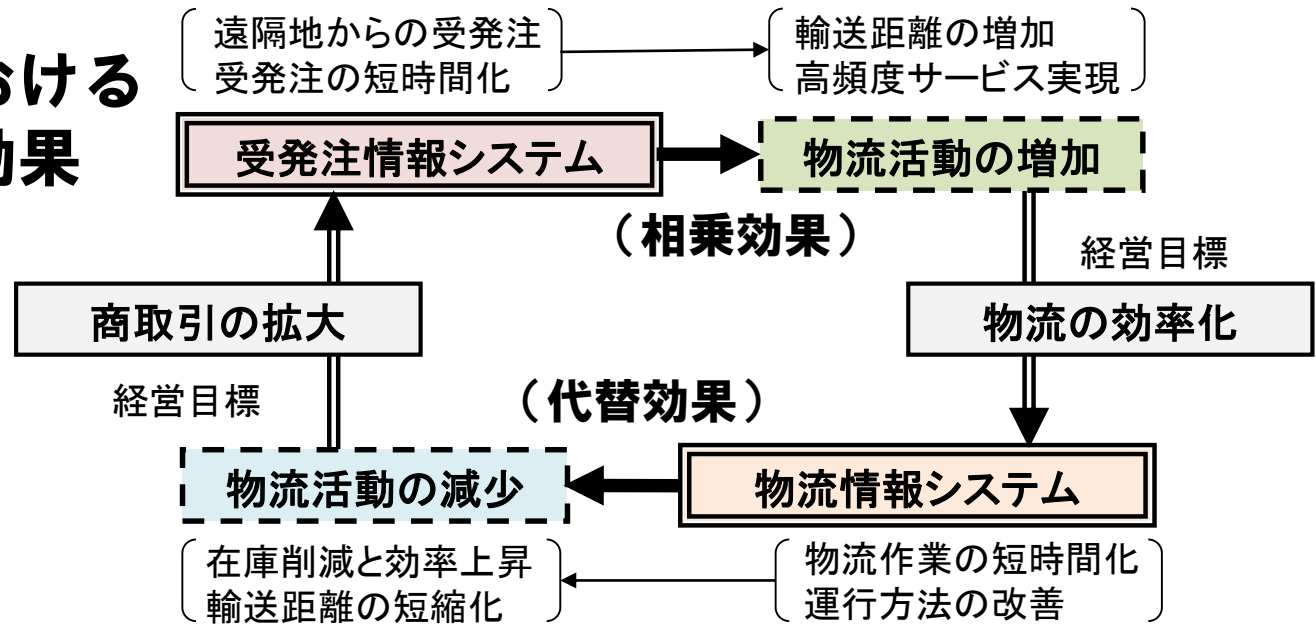 おける
効果
遠隔地からの受発注
受発注の短時間化
輸送距離の増加
高頻度サービス実現
受発注情報システム
物流活動の増加
（相乗効果）
経営目標
商取引の拡大
物流の効率化
経営目標
（代替効果）
物流活動の減少
物流情報システム
在庫削減と効率上昇
輸送距離の短縮化
物流作業の短時間化
運行方法の改善